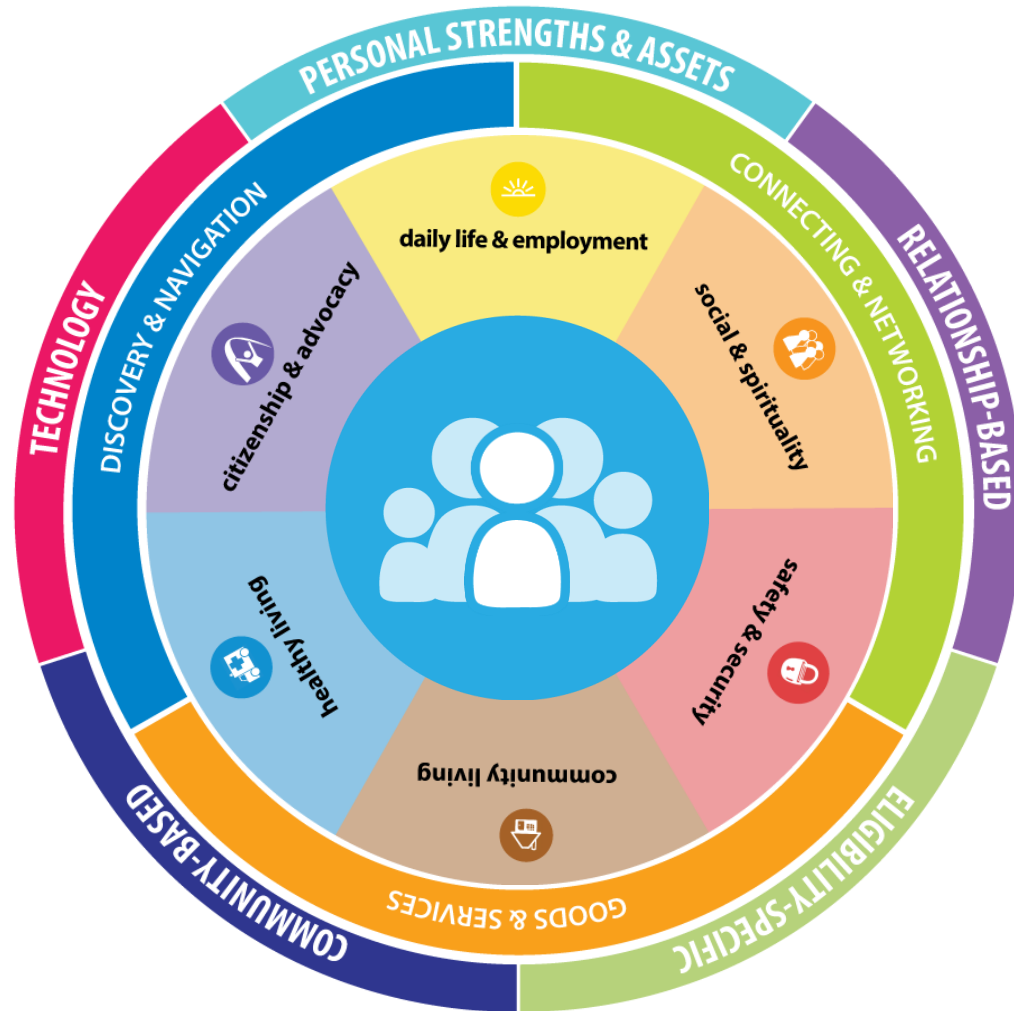 PERSONAL STRENGTHS & ASSETS
RELATIONSHIP-BASED
ELIGIBILITY-SPECIFIC
COMMUNITY-BASED
TECHNOLOGY
DISCOVERY & NAVIGATION
CONNECTING & NETWORKING
GOODS & SERVICES
daily life & employment
social & spirituality
safety & security
community living
healthy living
citizenship & advocacy